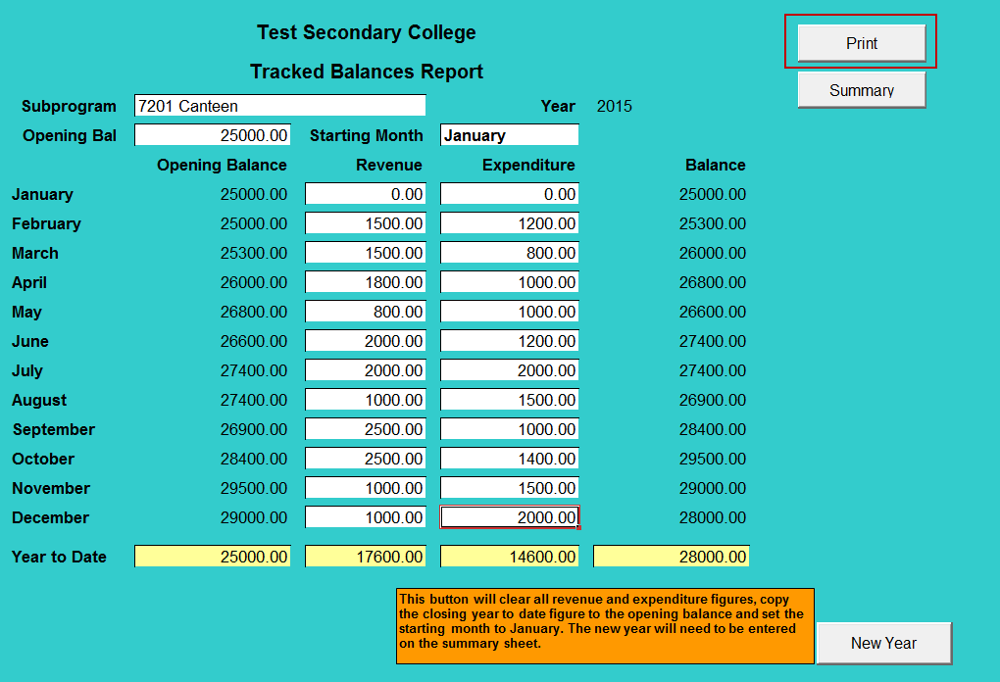 Test Secondary College
Print
Tracked Balances Report
Summary
Subprogram 7201 Canteen Year 2015
Opening Bal 25000.00 Starting Month January
Opening Balance Revenue Expenditure Balance
January 25000.00 0.00 0.00 25000.00
February 25000.00 1500.00 1200.00 25300.00
March 25300.00 1500.00 800.00 26000.00
April 26000.00 1800.00 1000.00 26800.00
May 26800.00 800.00 1000.00 26600.00
June 26600.00 2000.00 1200.00 27400.00
July 27400.00 2000.00 2000.00 27400.00
August 27400.00 1000.00 1500.00 26900.00
September 26900.00 2500.00 1000.00 28400.00
October 28400.00 2500.00 1400.00 29500.00
November 29500.00 1000.00 1500.00 29000.00
December 29000.00 1000.00 2000.00 28000.00
Year to Date 25000.00 17600.00 14600.00 28000.00
This button will clear all revenue and expenditure figures, copy
the closing year to date figure to the opening balance and set the
starting month to January. The new year will need to be entered
on the summary sheet.
New Year